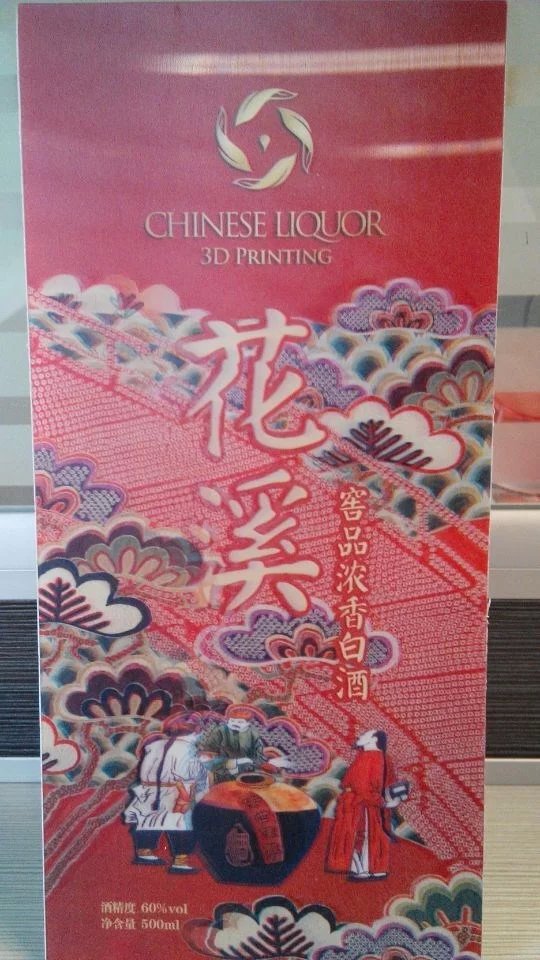 CHINESE LIQUOR
3D PRINTING
花溪
窖品浓香白酒
酒精度 60%vol
净含量 500ml